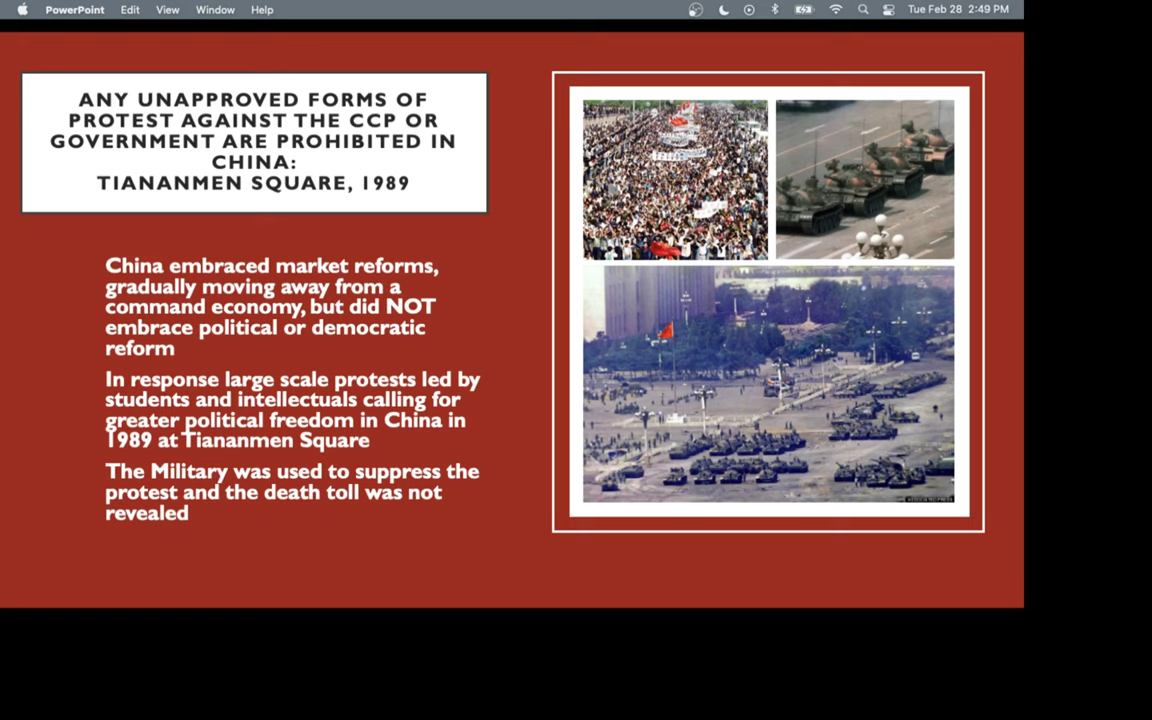 PowerPoint Edit View Window Help Tue Feb 28 2:49 PM
ANY UNAPPROVED FORMS OF
PROTEST AGAINST THE CCP OR
GOVERNMENT ARE PROHIBITED IN
CHINA:
TIANANMEN SQUARE, 1989
China embraced market reforms,
gradually moving away from a
command economy, but did NOT
embrace political or democratic
reform
In response large scale protests led by
students and intellectuals calling for
greater political freedom in China in
1989 at Tiananmen Square
The Military was used to suppress the
protest and the death toll was not
revealed